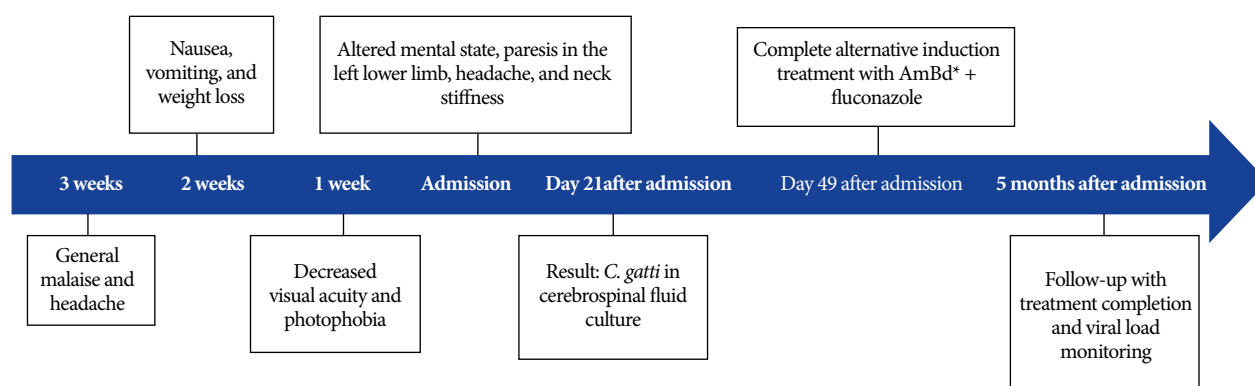 Nausea,
vomiting, and
weight loss
Altered mental state, paresis in the
left lower limb, headache, and neck
stiffness
Complete alternative induction
treatment with AmBd* +
fluconazole
3 weeks
2 weeks
1 week
Admission
Day 21after admission
Day 49 after admission
5 months after admission
General
malaise and
headache
Decreased
visual acuity and
photophobia
Result: C. gatti in
cerebrospinal fluid
culture
Follow-up with
treatment completion
and viral load
monitoring